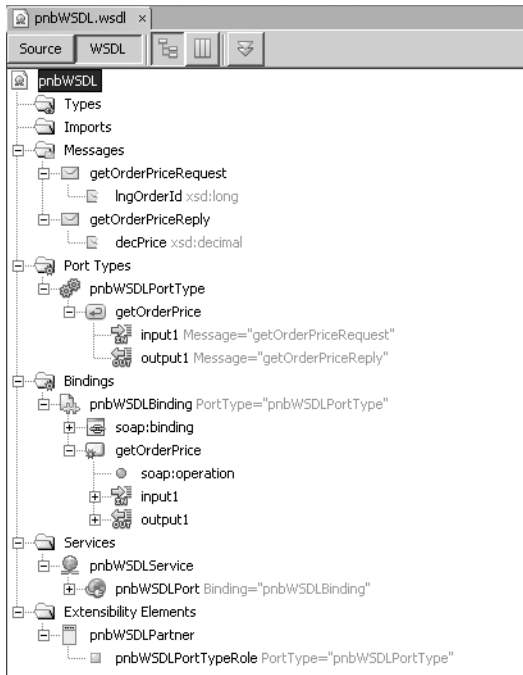 pnbWSDL.wsdl ×
Source WSDL
pnbWSDL
Types
Imports
Messages
getOrderPriceRequest
lngOrderId xsd:long
getOrderPriceReply
decPrice xsd:decimal
Port Types
pnbWSDLPortType
getOrderPrice
input1 Message="getOrderPriceRequest"
output1 Message="getOrderPriceReply"
Bindings
pnbWSDLBinding PortType="pnbWSDLPortType"
soap:binding
getOrderPrice
soap:operation
input1
output1
Services
pnbWSDLService
pnbWSDLPort Binding="pnbWSDLBinding"
Extensibility Elements
pnbWSDLPartner
pnbWSDLPortTypeRole PortType="pnbWSDLPortType"